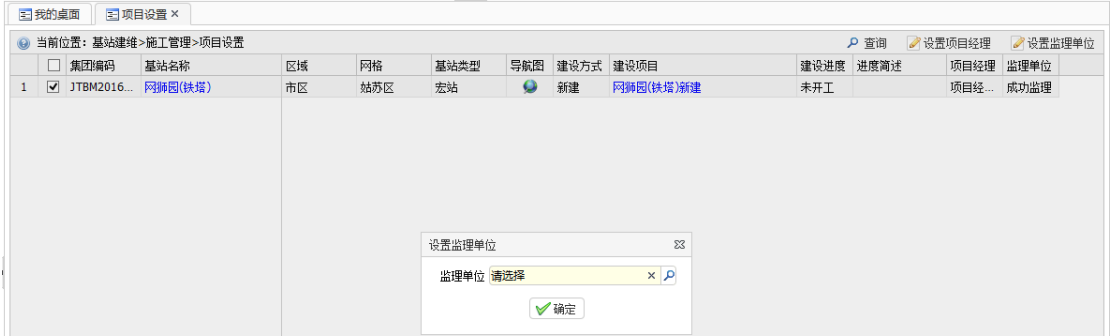 我的桌面 项目设置 ×
当前位置：基站建维>施工管理>项目设置 查询 设置项目经理 设置监理单位
集团编码 基站名称 区域 网格 基站类型 导航图 建设方式 建设项目 建设进度 进度简述 项目经理 监理单位
1 JTBM2016... 网狮园(铁塔) 市区 姑苏区 宏站 新建 网狮园(铁塔)新建 未开工 项目经... 成功监理
设置监理单位
监理单位 请选择
确定